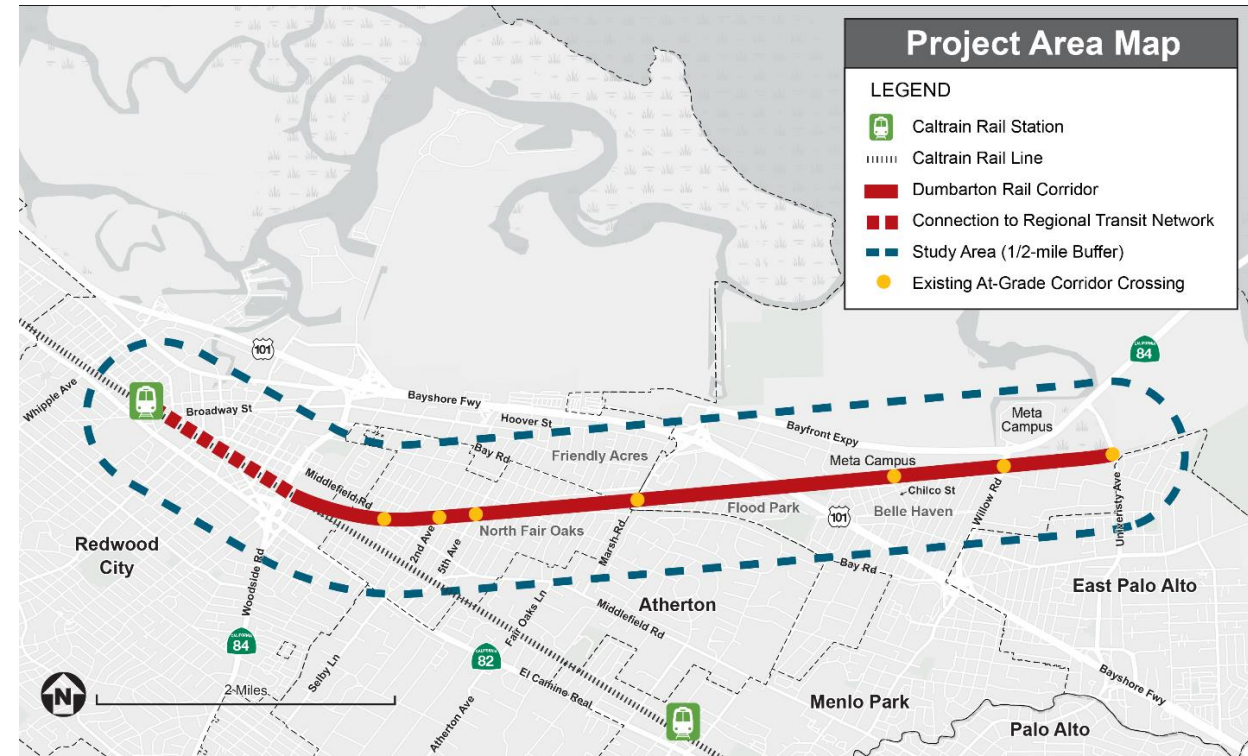 Project Area Map
LEGEND
Caltrain Rail Station
Caltrain Rail Line
Dumbarton Rail Corridor
Connection to Regional Transit Network
Study Area (1/2-mile Buffer)
Existing At-Grade Corridor Crossing
101
CALIFORNIA
84
Whipple Ave
Broadway St
Bayshore Fwy
Hoover St
Bay Rd
Friendly Acres
Bayfront Expy
Meta
Campus
Meta Campus
Middlefield Rd
Chilco St
Willow Rd
Univeristy Ave
2nd Ave
5th Ave
North Fair Oaks
Marsh Rd
Flood Park
101
Belle Haven
Redwood
City
Woodside Rd
Bay Rd
East Palo Alto
Fair Oaks Ln
Middlefield Rd
Atherton
CALIFORNIA
84
CALIFORNIA
82
Selby Ln
El Camine Real
Atherton Ave
Bayshore Fwy
N
2 Miles
Menlo Park
Palo Alto